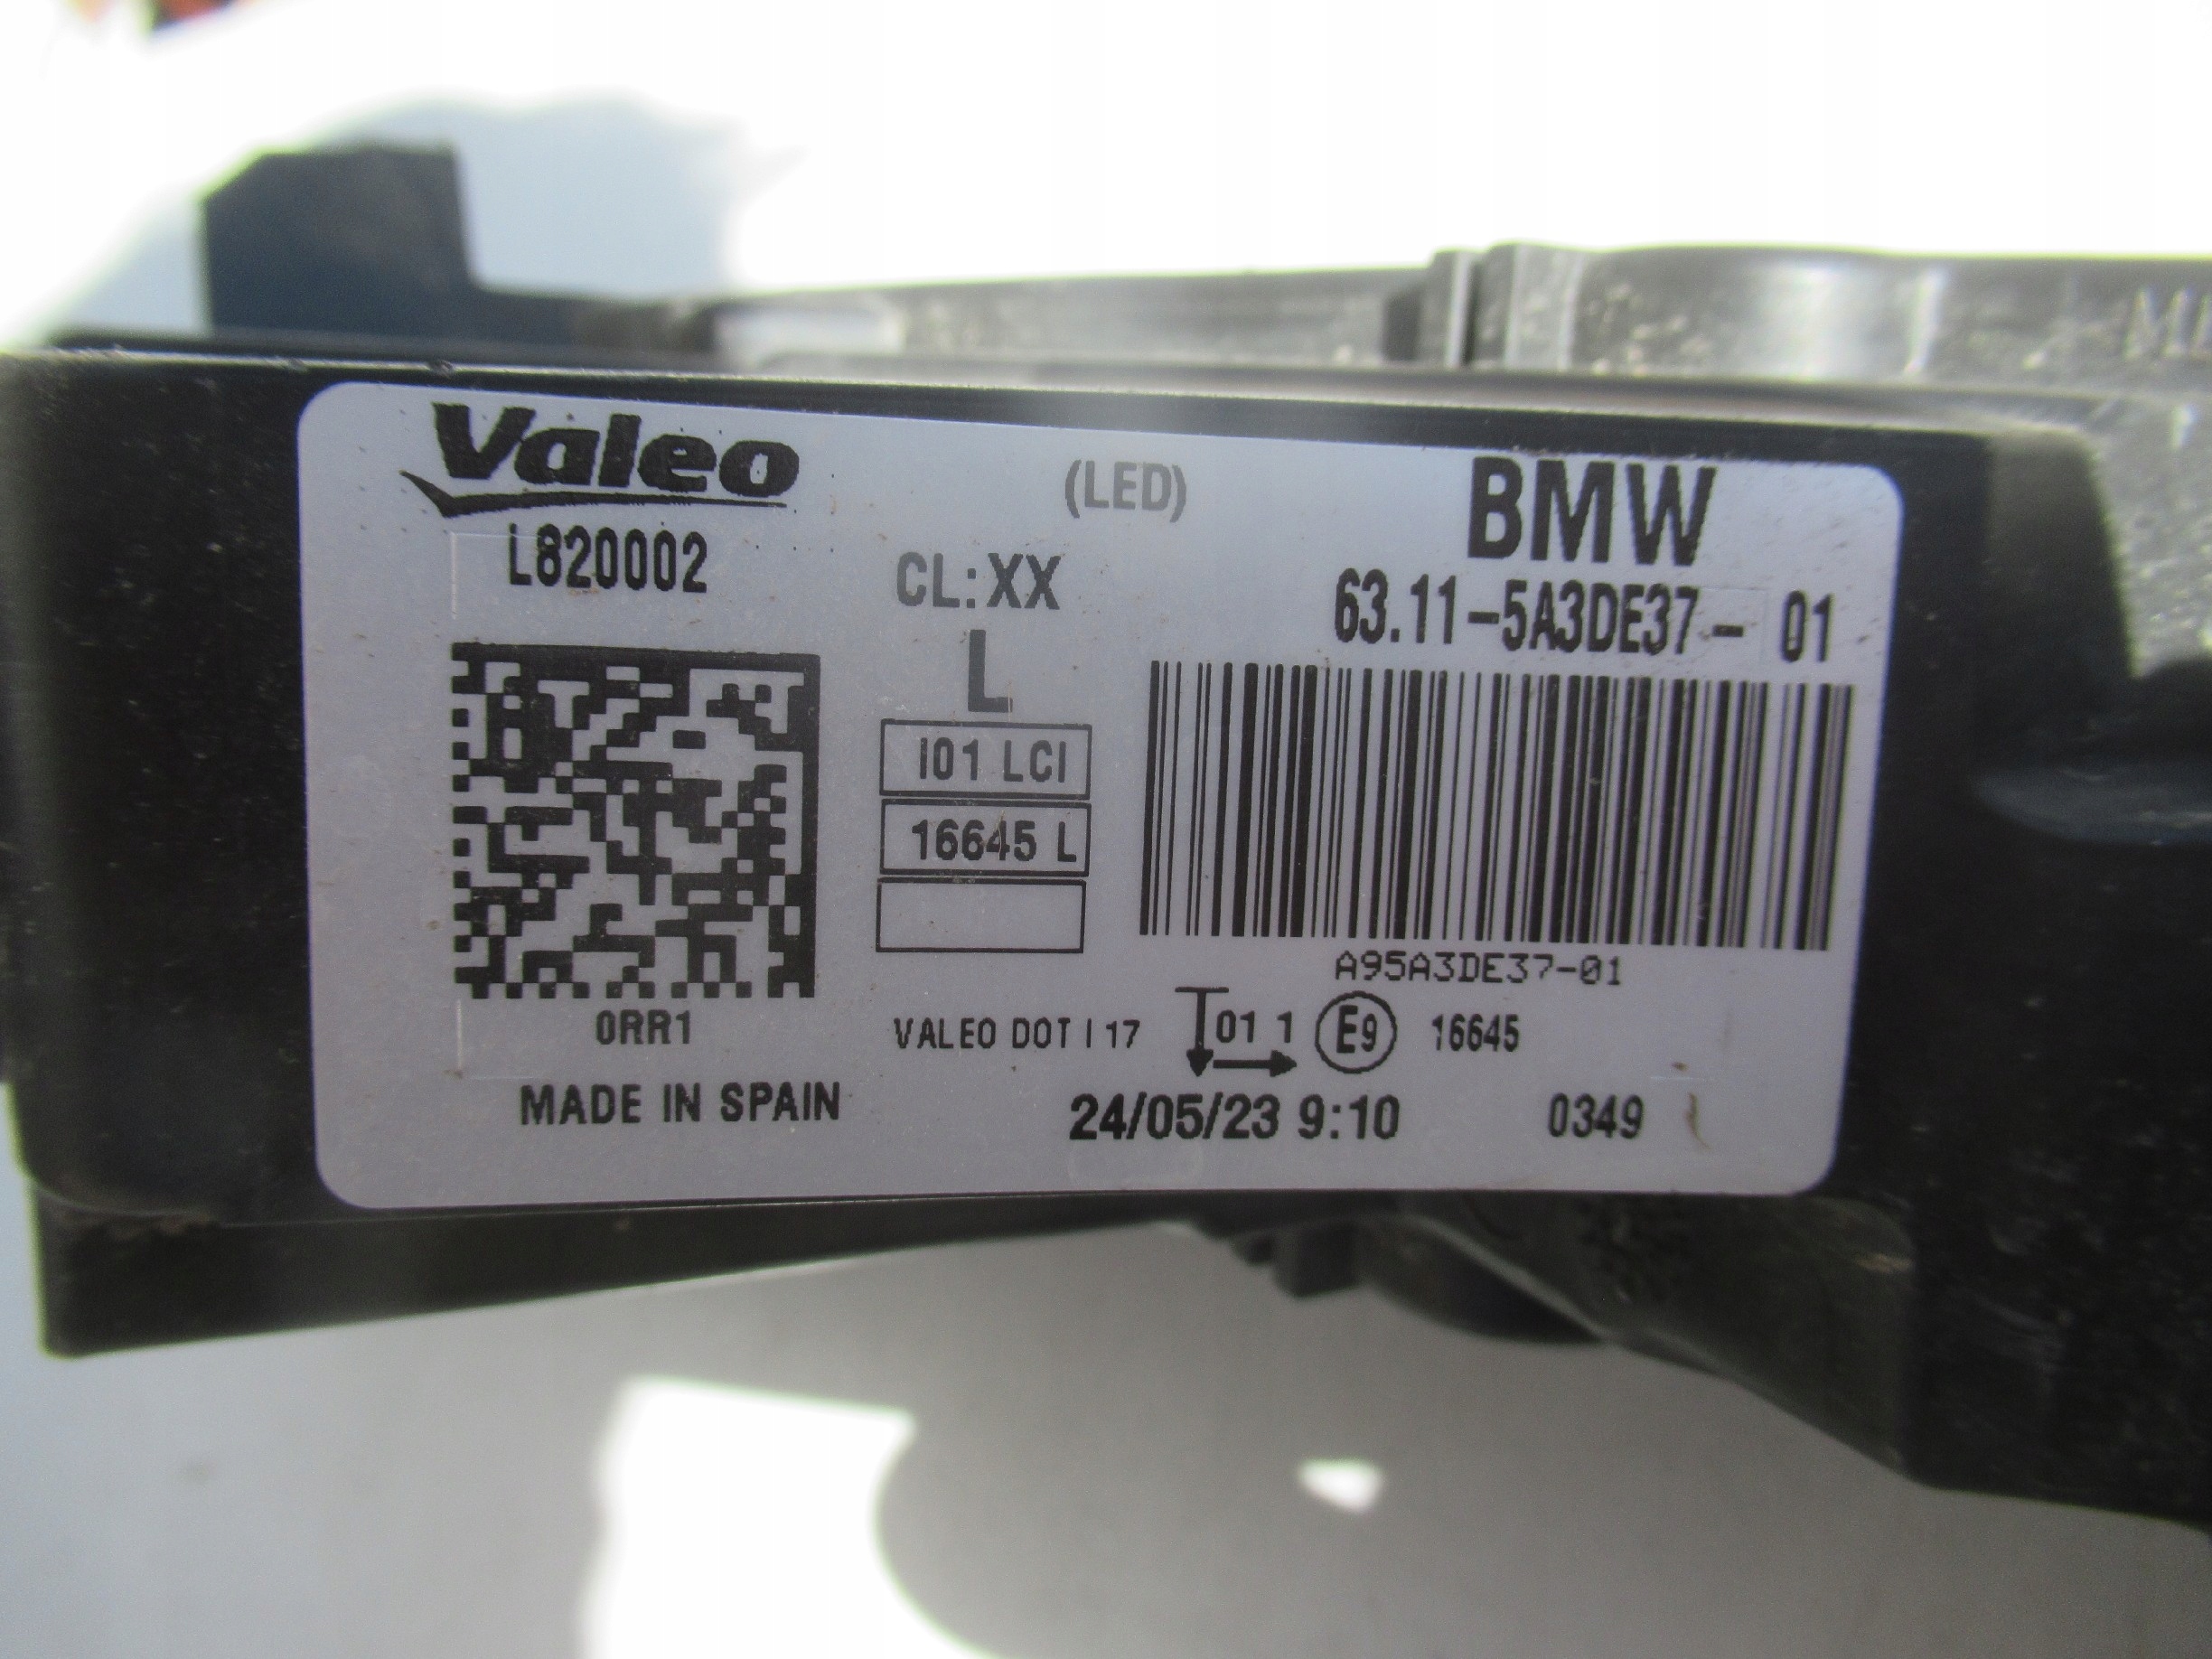 Valeo
(LED)
BMW
L820002
CL:XX
63.11-5A3DE37- 01
L
I01 LCI
16645 L
A95A3DE37-01
0RR1
VALEO DOT I 17
01 1
E9
16645
MADE IN SPAIN
24/05/23 9:10
0349